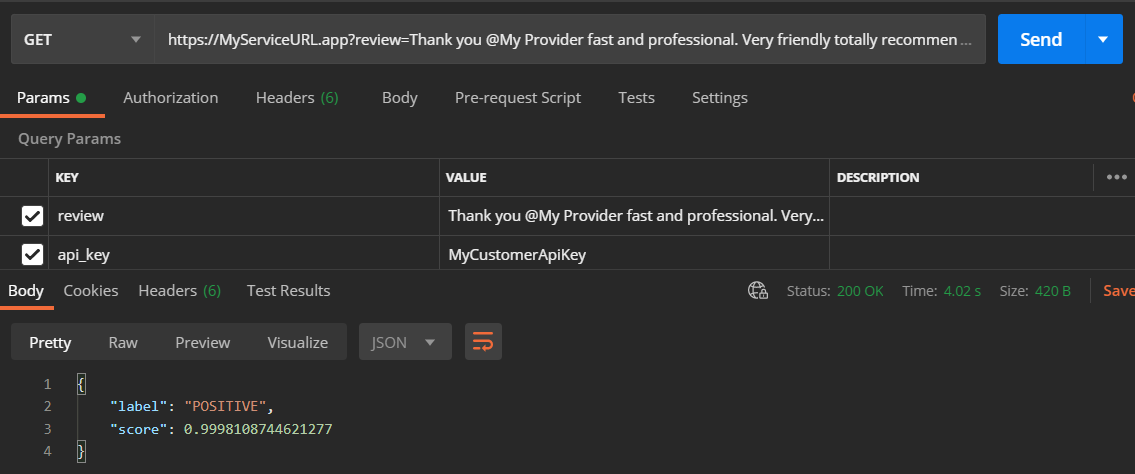 GET https://MyServiceURL.app?review=Thank you @My Provider fast and professional. Very friendly totally recommen ... Send
Params Authorization Headers (6) Body Pre-request Script Tests Settings
Query Params
KEY VALUE DESCRIPTION
review Thank you @My Provider fast and professional. Very...
api_key MyCustomerApiKey
Body Cookies Headers (6) Test Results Status: 200 OK Time: 4.02 s Size: 420 B Save
Pretty Raw Preview Visualize JSON
1 {
2 "label": "POSITIVE",
3 "score": 0.9998108744621277
4 }